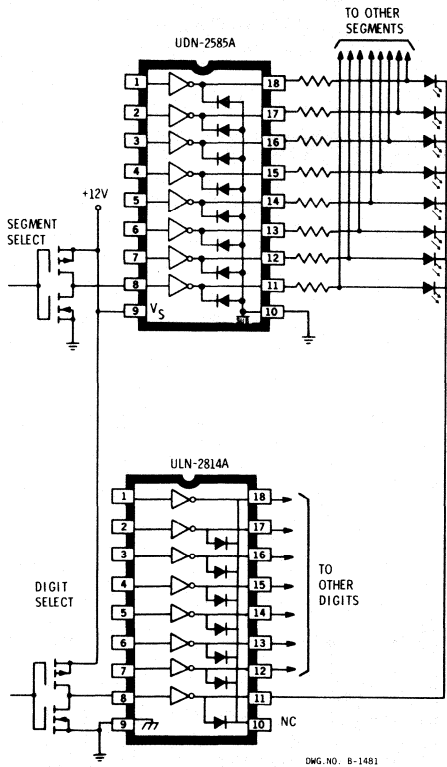 TO OTHER
SEGMENTS
UDN-2585A
1 18
2 17
3 16
4 15
5 14
6 13
7 12
8 11
9 VS 10
+12V
SEGMENT
SELECT
ULN-2814A
1 18
2 17
3 16
4 15
5 14
6 13
7 12
8 11
9 10 NC
TO
OTHER
DIGITS
DIGIT
SELECT
DWG.NO. B-1481